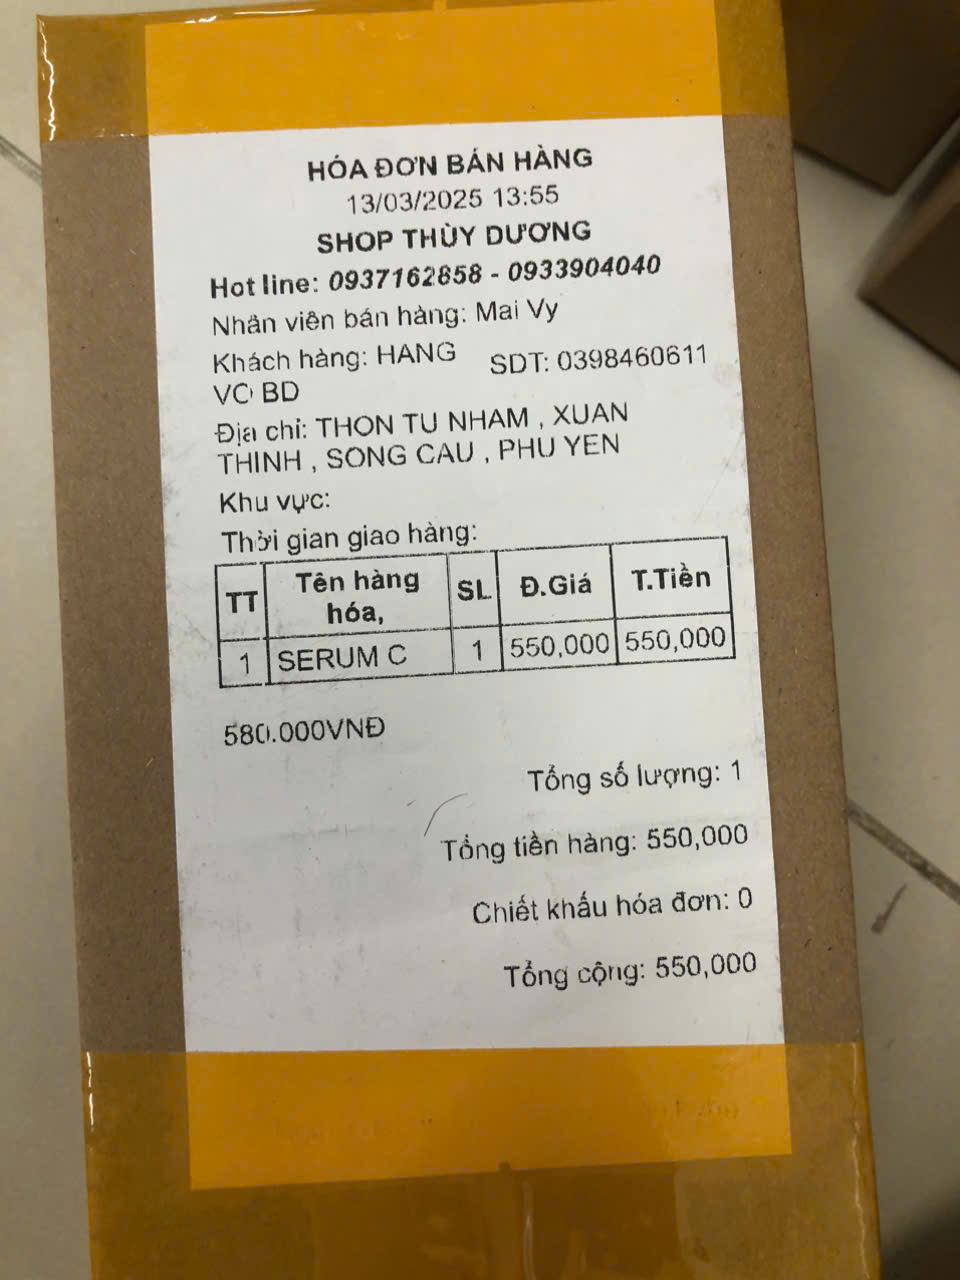 HÓA ĐƠN BÁN HÀNG
13/03/2025 13:55
SHOP THÙY DƯƠNG
Hot line: 0937162858 - 0933904040
Nhân viên bán hàng: Mai Vy
Khách hàng: HANG VO BD
SDT: 0398460611
Địa chỉ: THON TU NHAM , XUAN
THINH , SONG CAU , PHU YEN
Khu vực:
Thời gian giao hàng:
TT Tên hàng hóa, SL Đ.Giá T.Tiền
1 SERUM C 1 550,000 550,000
580.000VNĐ
Tổng số lượng: 1
Tổng tiền hàng: 550,000
Chiết khấu hóa đơn: 0
Tổng cộng: 550,000